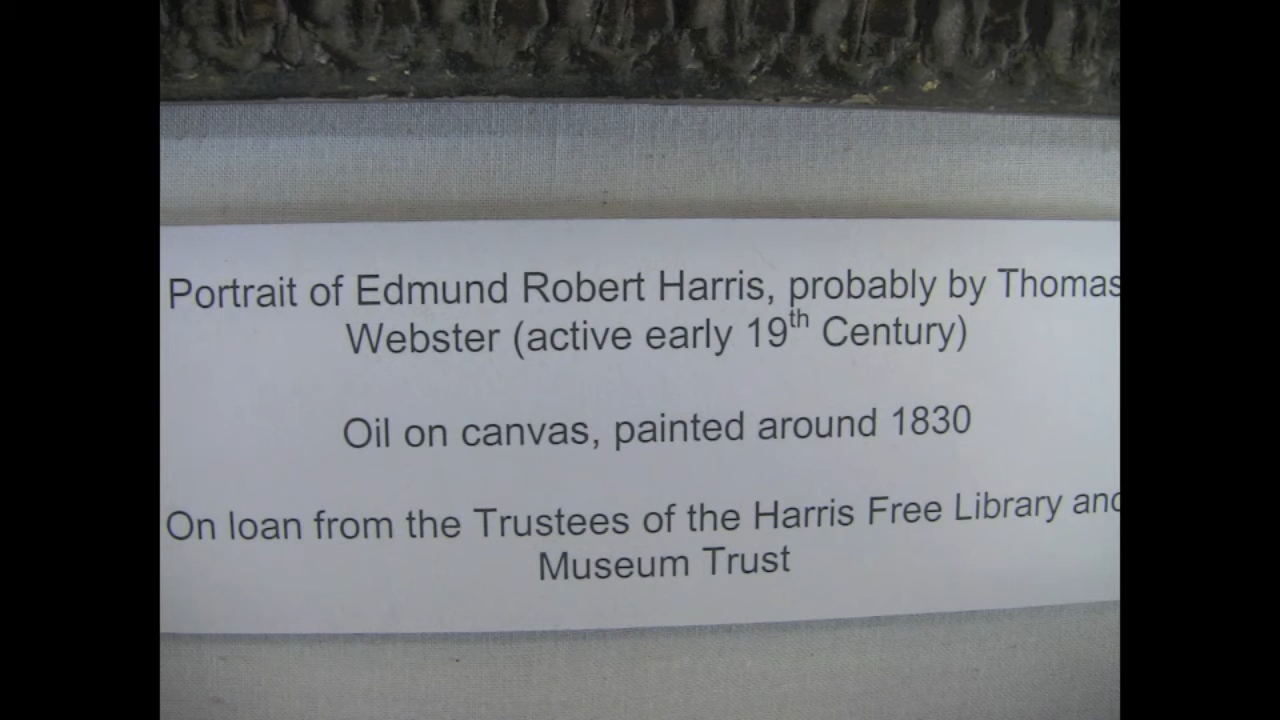 Portrait of Edmund Robert Harris, probably by Thomas
Webster (active early 19th Century)
Oil on canvas, painted around 1830
On loan from the Trustees of the Harris Free Library and
Museum Trust